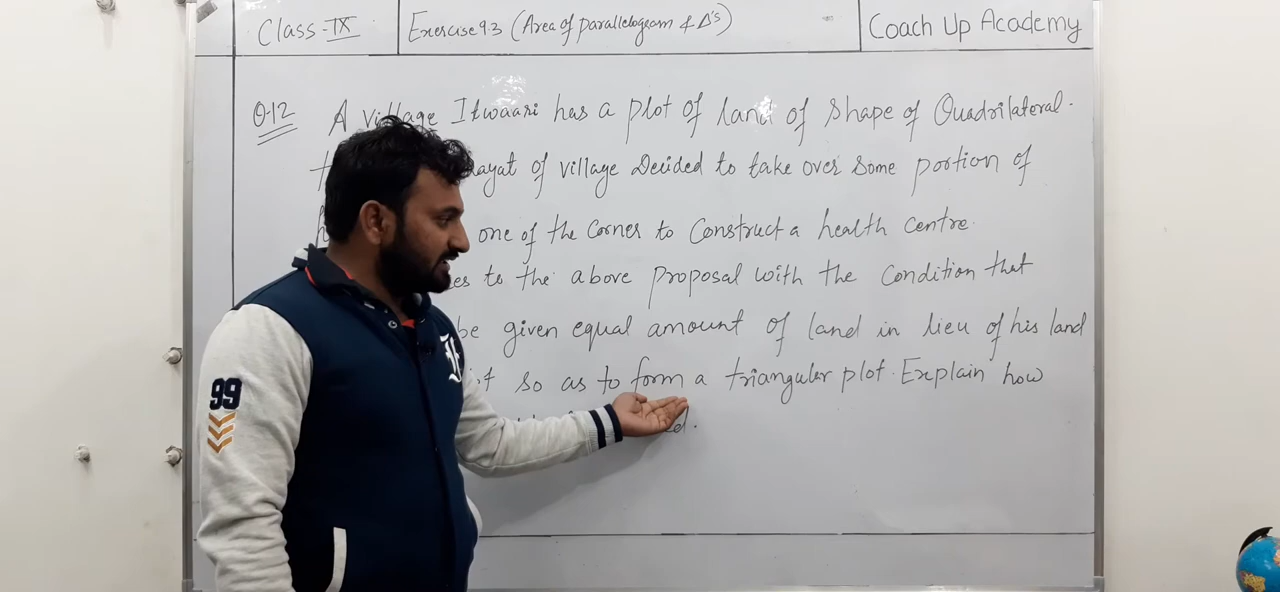 Class-IX
Exercise 9.3 (Area of parallelogram & Δ's)
Coach Up Academy
Q.12 A village Itwaari has a plot of land of shape of Quadrilateral.
of village Decided to take over some portion of
one of the corner to Construct a health centre.
to the above proposal with the condition that
be given equal amount of land in lieu of his land
so as to form a triangular plot. Explain how
99